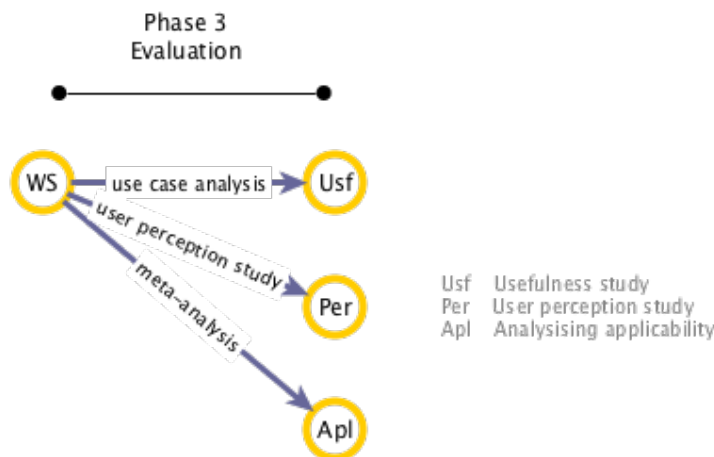 Phase 3
Evaluation
WS
use case analysis
Usf
user perception study
Per
meta-analysis
Apl
Usf Usefulness study
Per User perception study
Apl Analysising applicability